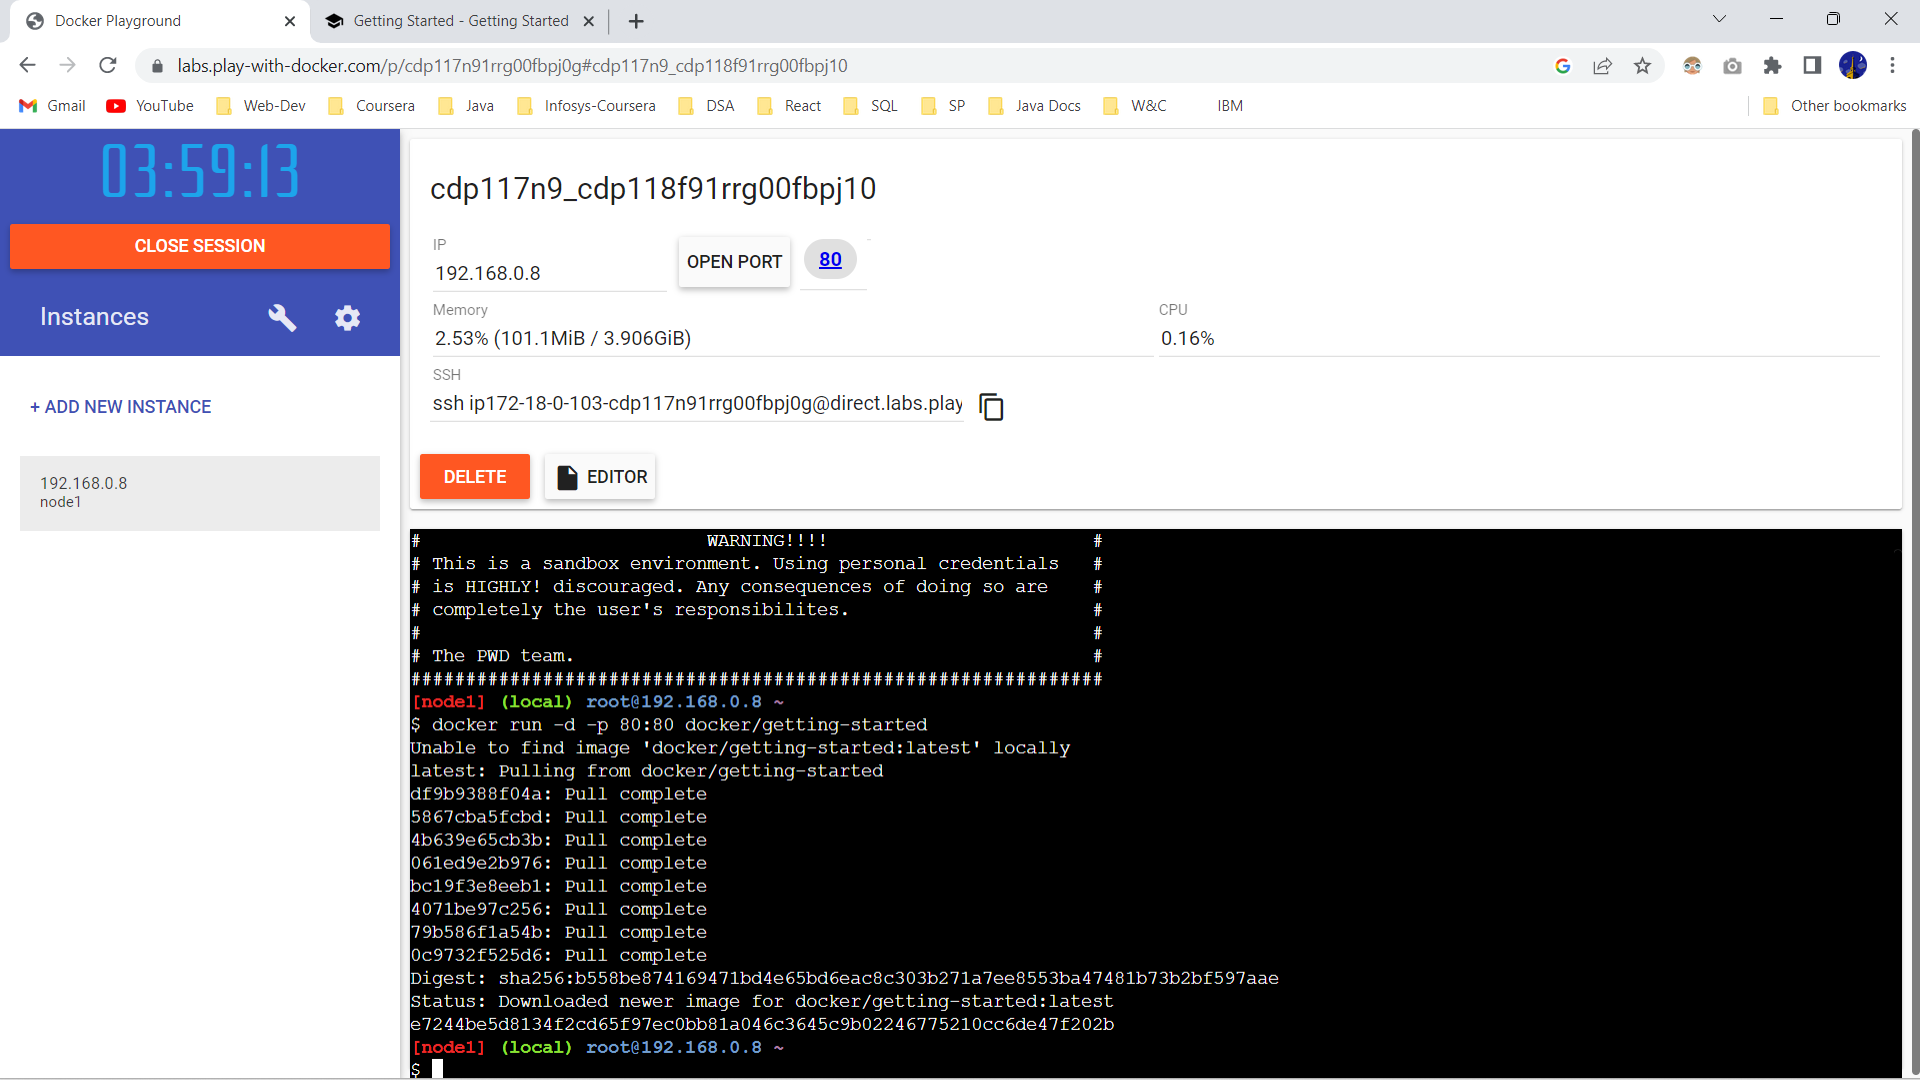 Docker Playground
Getting Started - Getting Started
labs.play-with-docker.com/p/cdp117n91rrg00fbpj0g#cdp117n9_cdp118f91rrg00fbpj10
Gmail YouTube Web-Dev Coursera Java Infosys-Coursera DSA React SQL SP Java Docs W&C IBM Other bookmarks
03:59:13
CLOSE SESSION
Instances
+ ADD NEW INSTANCE
192.168.0.8
node1
cdp117n9_cdp118f91rrg00fbpj10
IP
192.168.0.8
OPEN PORT
80
Memory
2.53% (101.1MiB / 3.906GiB)
CPU
0.16%
SSH
ssh ip172-18-0-103-cdp117n91rrg00fbpj0g@direct.labs.play
DELETE
EDITOR
# WARNING!!!! #
# This is a sandbox environment. Using personal credentials #
# is HIGHLY! discouraged. Any consequences of doing so are #
# completely the user's responsibilites. #
# #
# The PWD team. #
###############################################################
[node1] (local) root@192.168.0.8 ~
$ docker run -d -p 80:80 docker/getting-started
Unable to find image 'docker/getting-started:latest' locally
latest: Pulling from docker/getting-started
df9b9388f04a: Pull complete
5867cba5fcbd: Pull complete
4b639e65cb3b: Pull complete
061ed9e2b976: Pull complete
bc19f3e8eeb1: Pull complete
4071be97c256: Pull complete
79b586f1a54b: Pull complete
0c9732f525d6: Pull complete
Digest: sha256:b558be874169471bd4e65bd6eac8c303b271a7ee8553ba47481b73b2bf597aae
Status: Downloaded newer image for docker/getting-started:latest
e7244be5d8134f2cd65f97ec0bb81a046c3645c9b02246775210cc6de47f202b
[node1] (local) root@192.168.0.8 ~
$